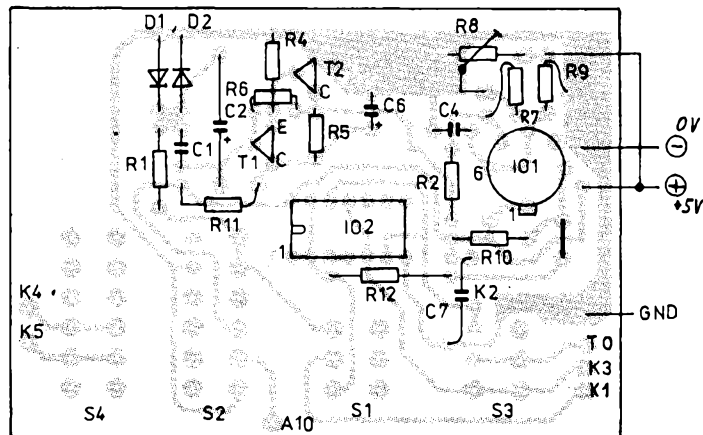 D1, D2
R4
R8
T2
C
R6
C2
+
E
T1
C
R5
C6
+
C4
R7
R9
R1
C1
R2
6
IO1
1
0V
−
+
+5V
R11
1
IO2
R10
R12
C7
K2
K4
K5
GND
T0
K3
K1
S4
S2
A10
S1
S3